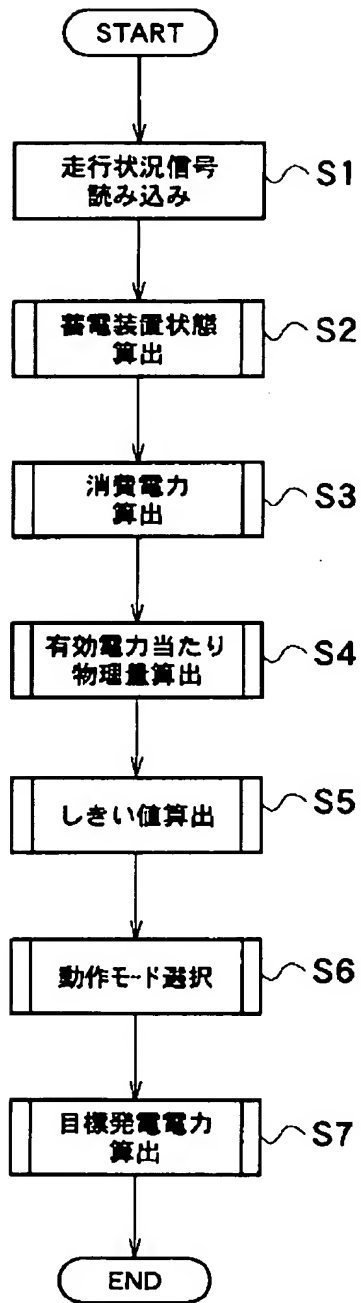 START
走行状況信号
読み込み
S1
蓄電装置状態
算出
S2
消費電力
算出
S3
有効電力当たり
物理量算出
S4
しきい値算出
S5
動作モード選択
S6
目標発電電力
算出
S7
END